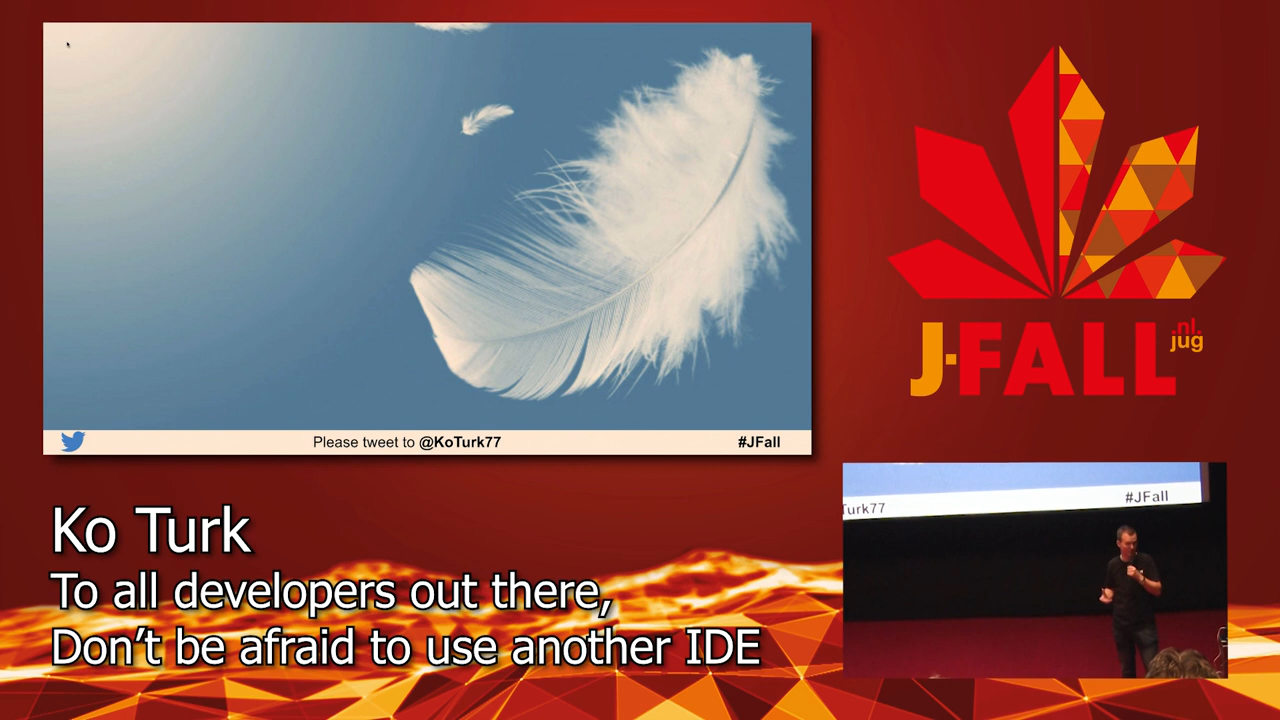 Please tweet to @KoTurk77
#JFall
J-FALL
.nl
jug
Turk77
#JFall
Ko Turk
To all developers out there,
Don't be afraid to use another IDE